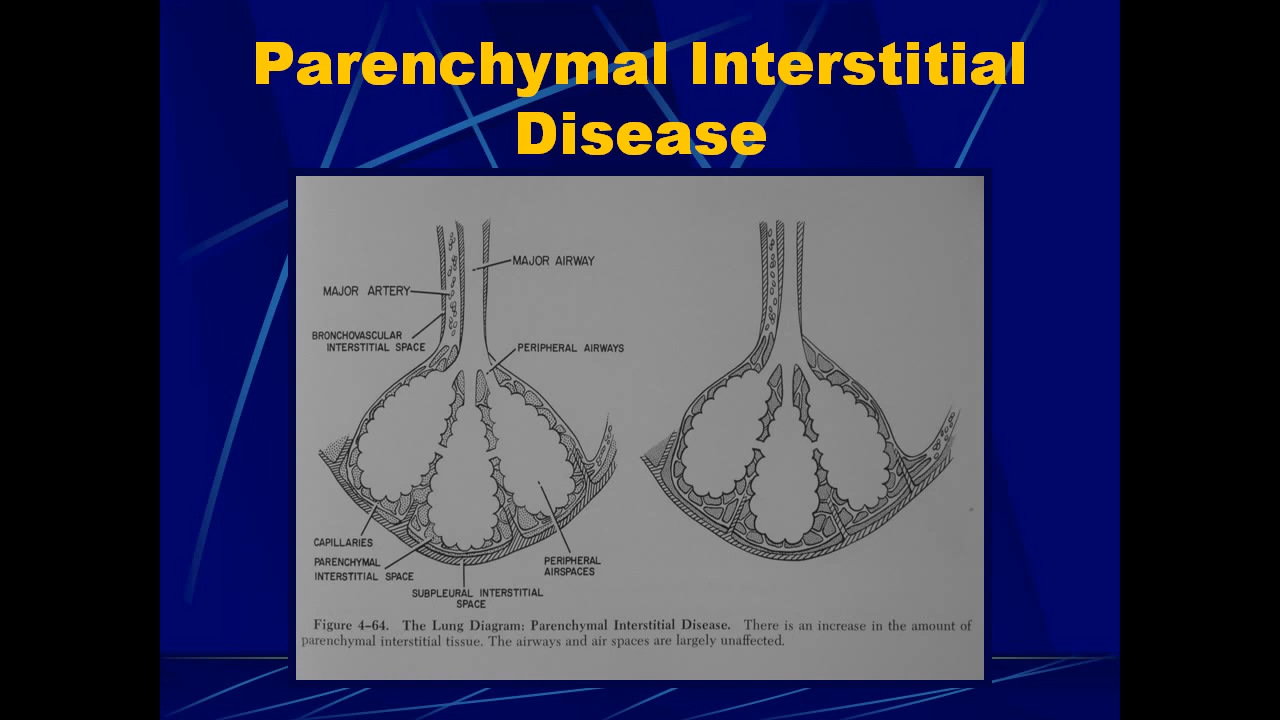 Parenchymal Interstitial
Disease
MAJOR AIRWAY
MAJOR ARTERY
BRONCHOVASCULAR
INTERSTITIAL SPACE
PERIPHERAL AIRWAYS
CAPILLARIES
PARENCHYMAL
INTERSTITIAL SPACE
PERIPHERAL
AIRSPACES
SUBPLEURAL INTERSTITIAL
SPACE
Figure 4–64. The Lung Diagram: Parenchymal Interstitial Disease. There is an increase in the amount of
parenchymal interstitial tissue. The airways and air spaces are largely unaffected.